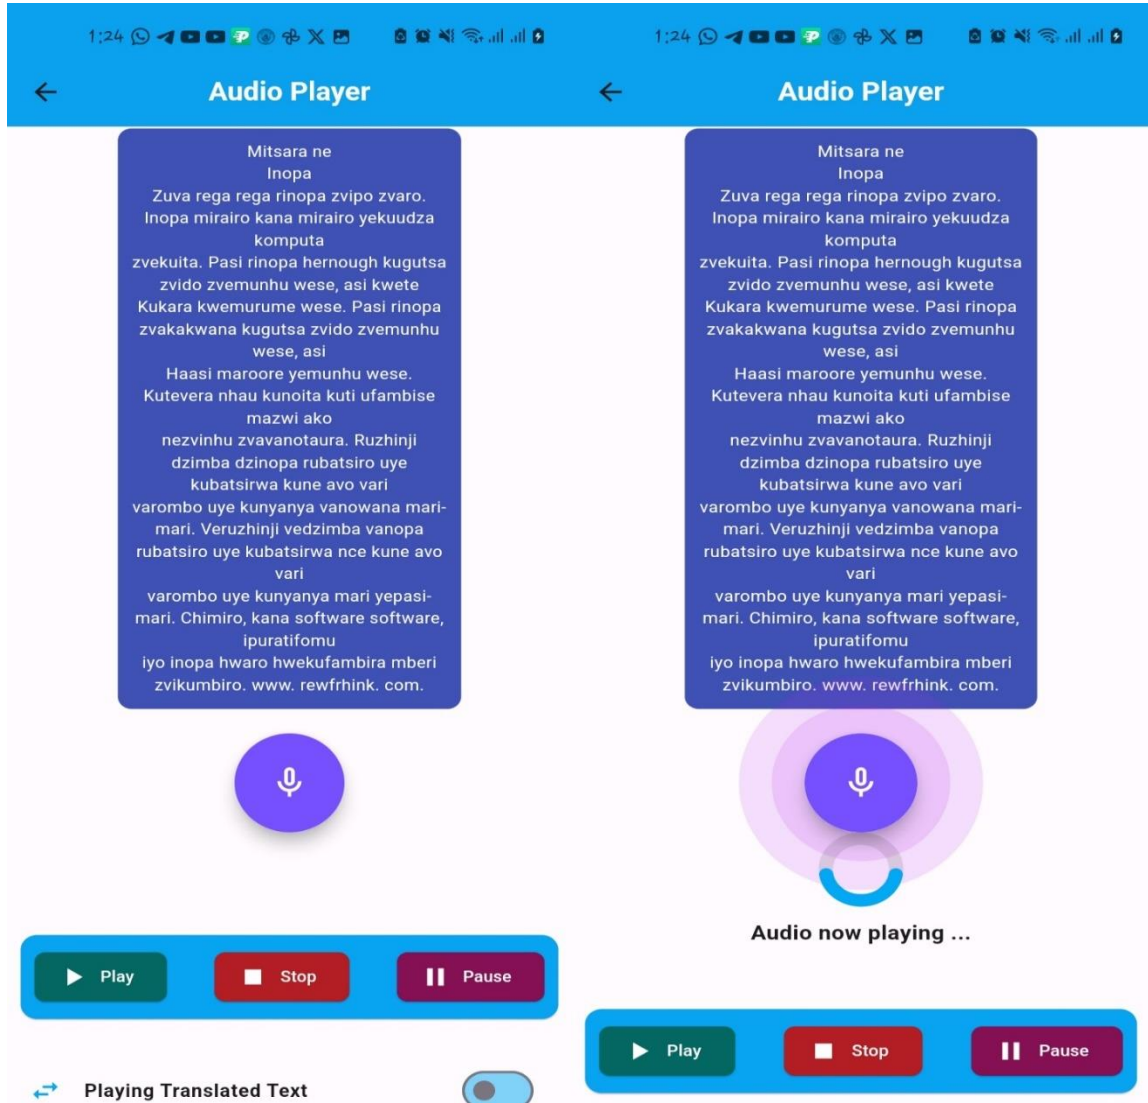 1:24
Audio Player
Mitsara ne
Inopa
Zuva rega rega rinopa zvipo zvaro.
Inopa mirairo kana mirairo yekuudza
komputa
zvekuita. Pasi rinopa hernough kugutsa
zvido zvemunhu wese, asi kwete
Kukara kwemurume wese. Pasi rinopa
zvakakwana kugutsa zvido zvemunhu
wese, asi
Haasi maroore yemunhu wese.
Kutevera nhau kunoita kuti ufambise
mazwi ako
nezvinhu zvavanotaura. Ruzhinji
dzimba dzinopa rubatsiro uye
kubatsirwa kune avo vari
varombo uye kunyanya vanowana mari-
mari. Veruzhinji vedzimba vanopa
rubatsiro uye kubatsirwa nce kune avo
vari
varombo uye kunyanya mari yepasi-
mari. Chimiro, kana software software,
ipuratifomu
iyo inopa hwaro hwekufambira mberi
zvikumbiro. www. rewfrhink. com.
Play
Stop
Pause
Playing Translated Text
1:24
Audio Player
Mitsara ne
Inopa
Zuva rega rega rinopa zvipo zvaro.
Inopa mirairo kana mirairo yekuudza
komputa
zvekuita. Pasi rinopa hernough kugutsa
zvido zvemunhu wese, asi kwete
Kukara kwemurume wese. Pasi rinopa
zvakakwana kugutsa zvido zvemunhu
wese, asi
Haasi maroore yemunhu wese.
Kutevera nhau kunoita kuti ufambise
mazwi ako
nezvinhu zvavanotaura. Ruzhinji
dzimba dzinopa rubatsiro uye
kubatsirwa kune avo vari
varombo uye kunyanya vanowana mari-
mari. Veruzhinji vedzimba vanopa
rubatsiro uye kubatsirwa nce kune avo
vari
varombo uye kunyanya mari yepasi-
mari. Chimiro, kana software software,
ipuratifomu
iyo inopa hwaro hwekufambira mberi
zvikumbiro. www. rewfrhink. com.
Audio now playing ...
Play
Stop
Pause